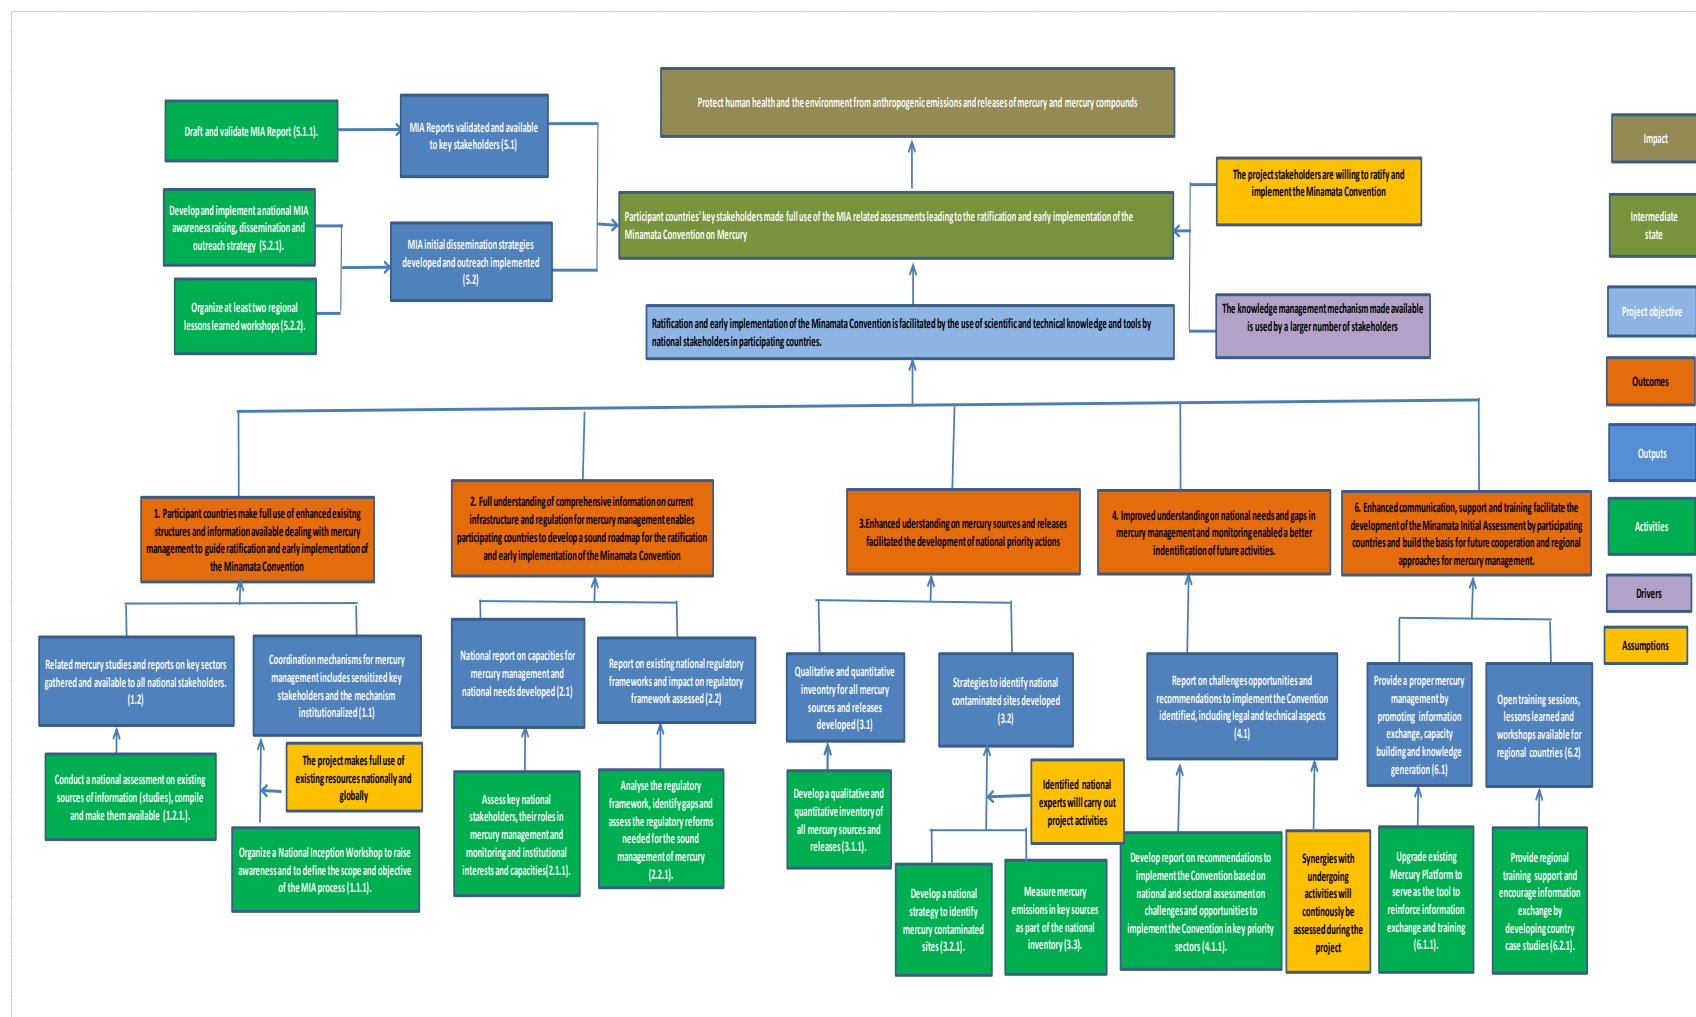 Protect human health and the environment from anthropogenic emissions and releases of mercury and mercury compounds
Draft and validate MIA Report (5.1.1).
MIA Reports validated and available
to key stakeholders (5.1)
Develop and implement a national MIA
awareness raising, dissemination and
outreach strategy  (5.2.1).
Organize at least two regional
lessons learned workshops (5.2.2).
MIA initial dissemination strategies
developed and outreach implemented
(5.2)
Participant countries' key stakeholders made full use of the MIA related assessments leading to the ratification and early implementation of the
Minamata Convention on Mercury
The project stakeholders are willing to ratify and
implement the Minamata Convention
The knowledge management mechanism made available
is used by a larger number of stakeholders
Ratification and early implementation of the Minamata Convention is facilitated by the use of scientific and technical knowledge and tools by
national stakeholders in participating countries.
Impact
Intermediate
state
Project objective
Outcomes
Outputs
Activities
Drivers
Assumptions
1. Participant countries make full use of enhanced exisitng
structures and information available dealing with mercury
management to guide ratification and early implementation of
the Minamata Convention
2.  Full understanding of comprehensive information on current
infrastructure and regulation for mercury management enables
participating countries to develop a sound roadmap for the ratification
and early implementation of the Minamata Convention
3.Enhanced uderstanding on mercury sources and releases
facilitated the development of national priority actions
4. Improved understanding on national needs and gaps in
mercury management and monitoring enabled a better
indentification of future activities.
6. Enhanced communication, support and training facilitate the
development of the Minamata Initial Assessment by participating
countries and build the basis for future cooperation and regional
approaches for mercury management.
Related mercury studies and reports on key sectors
gathered and available to all national stakeholders.
(1.2)
Coordination mechanisms for mercury
management includes sensitized key
stakeholders and the mechanism
institutionalized (1.1)
National report on capacities for
mercury management and
national needs developed (2.1)
Report on existing national regulatory
frameworks and impact on regulatory
framework assessed (2.2)
Qualitative and quantitative
inveontry for all mercury
sources and releases
developed (3.1)
Strategies to identify national
contaminated sites developed
(3.2)
Report on challenges opportunities and
recommendations to implement the Convention
identified, including legal and technical aspects
(4.1)
Provide a proper mercury
management by
promoting  information
exchange, capacity
building and knowledge
generation (6.1)
Open training sessions,
lessons learned and
workshops available for
regional countries (6.2)
Conduct a national assessment on existing
sources of information (studies), compile
and make them available  (1.2.1.).
The project makes full use of
existing resources nationally and
globally
Organize a National Inception Workshop to raise
awareness and to define the scope and objective
of the MIA process (1.1.1).
Assess key national
stakeholders, their roles in
mercury management and
monitoring and institutional
interests and capacities(2.1.1).
Analyse the regulatory
framework, identify gaps and
assess the regulatory reforms
needed for the sound
management of mercury
(2.2.1).
Develop a qualitative and
quantitative inventory of
all mercury sources and
releases (3.1.1).
Identified national
experts willl carry out
project activities
Develop a national
strategy to identify
mercury contaminated
sites (3.2.1).
Measure mercury
emissions in key sources
as part of the national
inventory (3.3).
Develop report on recommendations to
implement the Convention based on
national and sectoral assessment on
challenges and opportunities to
implement the Convention in key priority
sectors (4.1.1).
Synergies with
undergoing
activities will
continously be
assessed during the
project
Upgrade existing
Mercury Platform to
serve as the tool to
reinforce information
exchange and training
(6.1.1).
Provide regional
training support and
encourage information
exchange by
developing country
case studies (6.2.1).